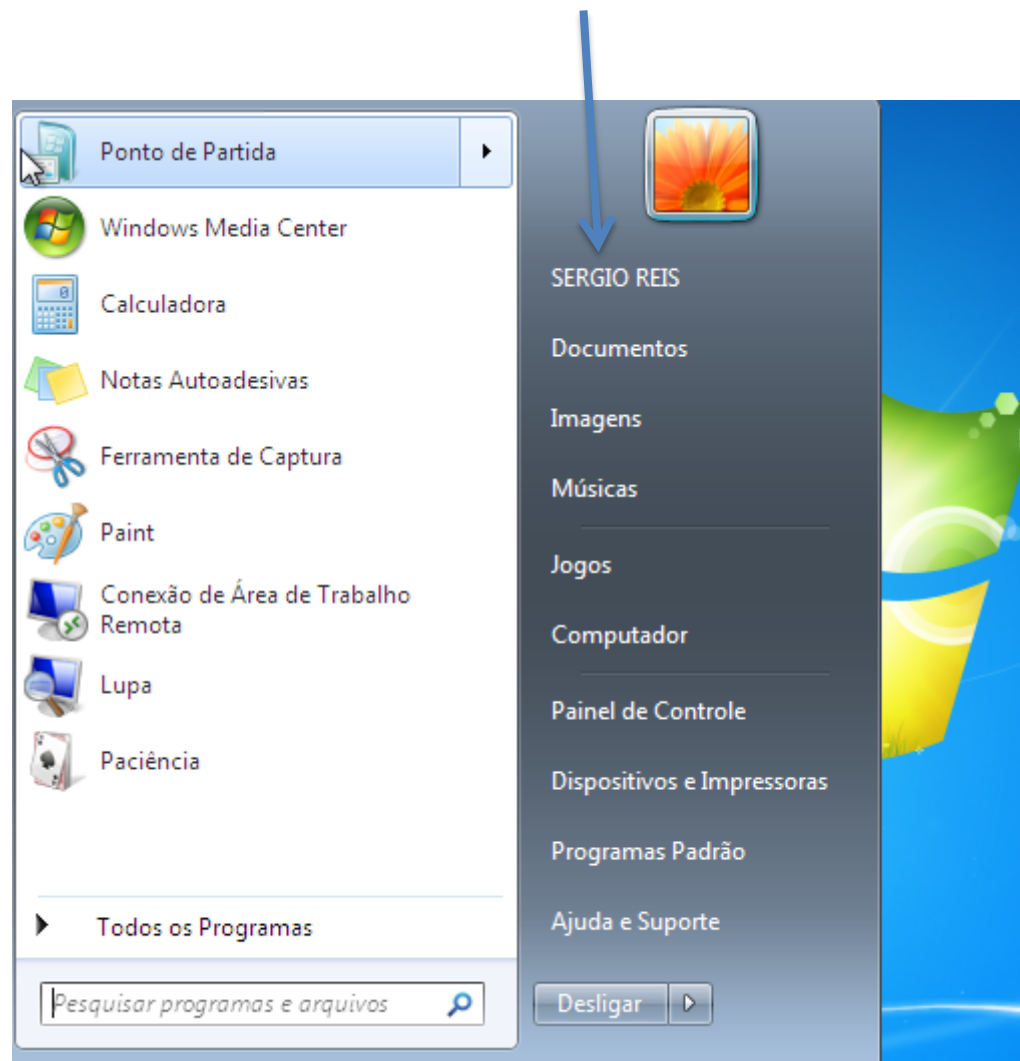 Ponto de Partida
Windows Media Center
Calculadora
Notas Autoadesivas
Ferramenta de Captura
Paint
Conexão de Área de Trabalho
Remota
Lupa
Paciência
Todos os Programas
Pesquisar programas e arquivos
SERGIO REIS
Documentos
Imagens
Músicas
Jogos
Computador
Painel de Controle
Dispositivos e Impressoras
Programas Padrão
Ajuda e Suporte
Desligar